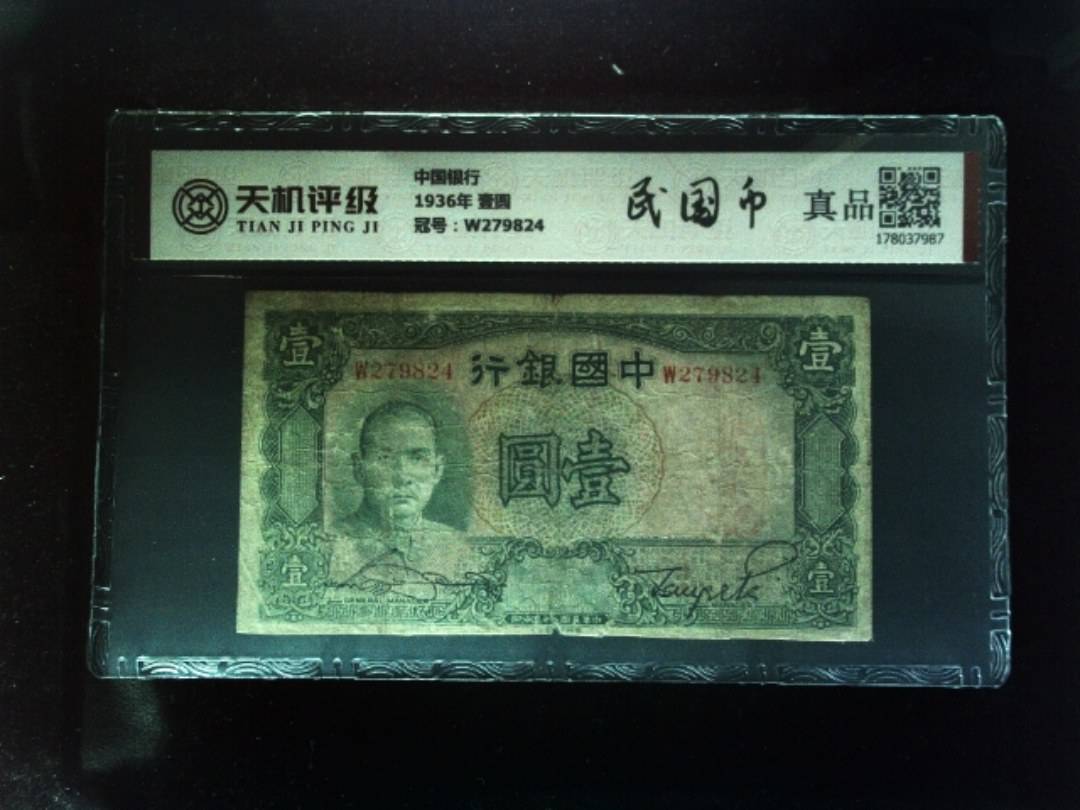 天机评级
TIAN JI PING JI
中国银行
1936年 壹圆
冠号：W279824
民国币
真品
178037987
壹
壹
W279824
行銀國中
W279824
圓壹
壹
壹
GENERAL MANAGER